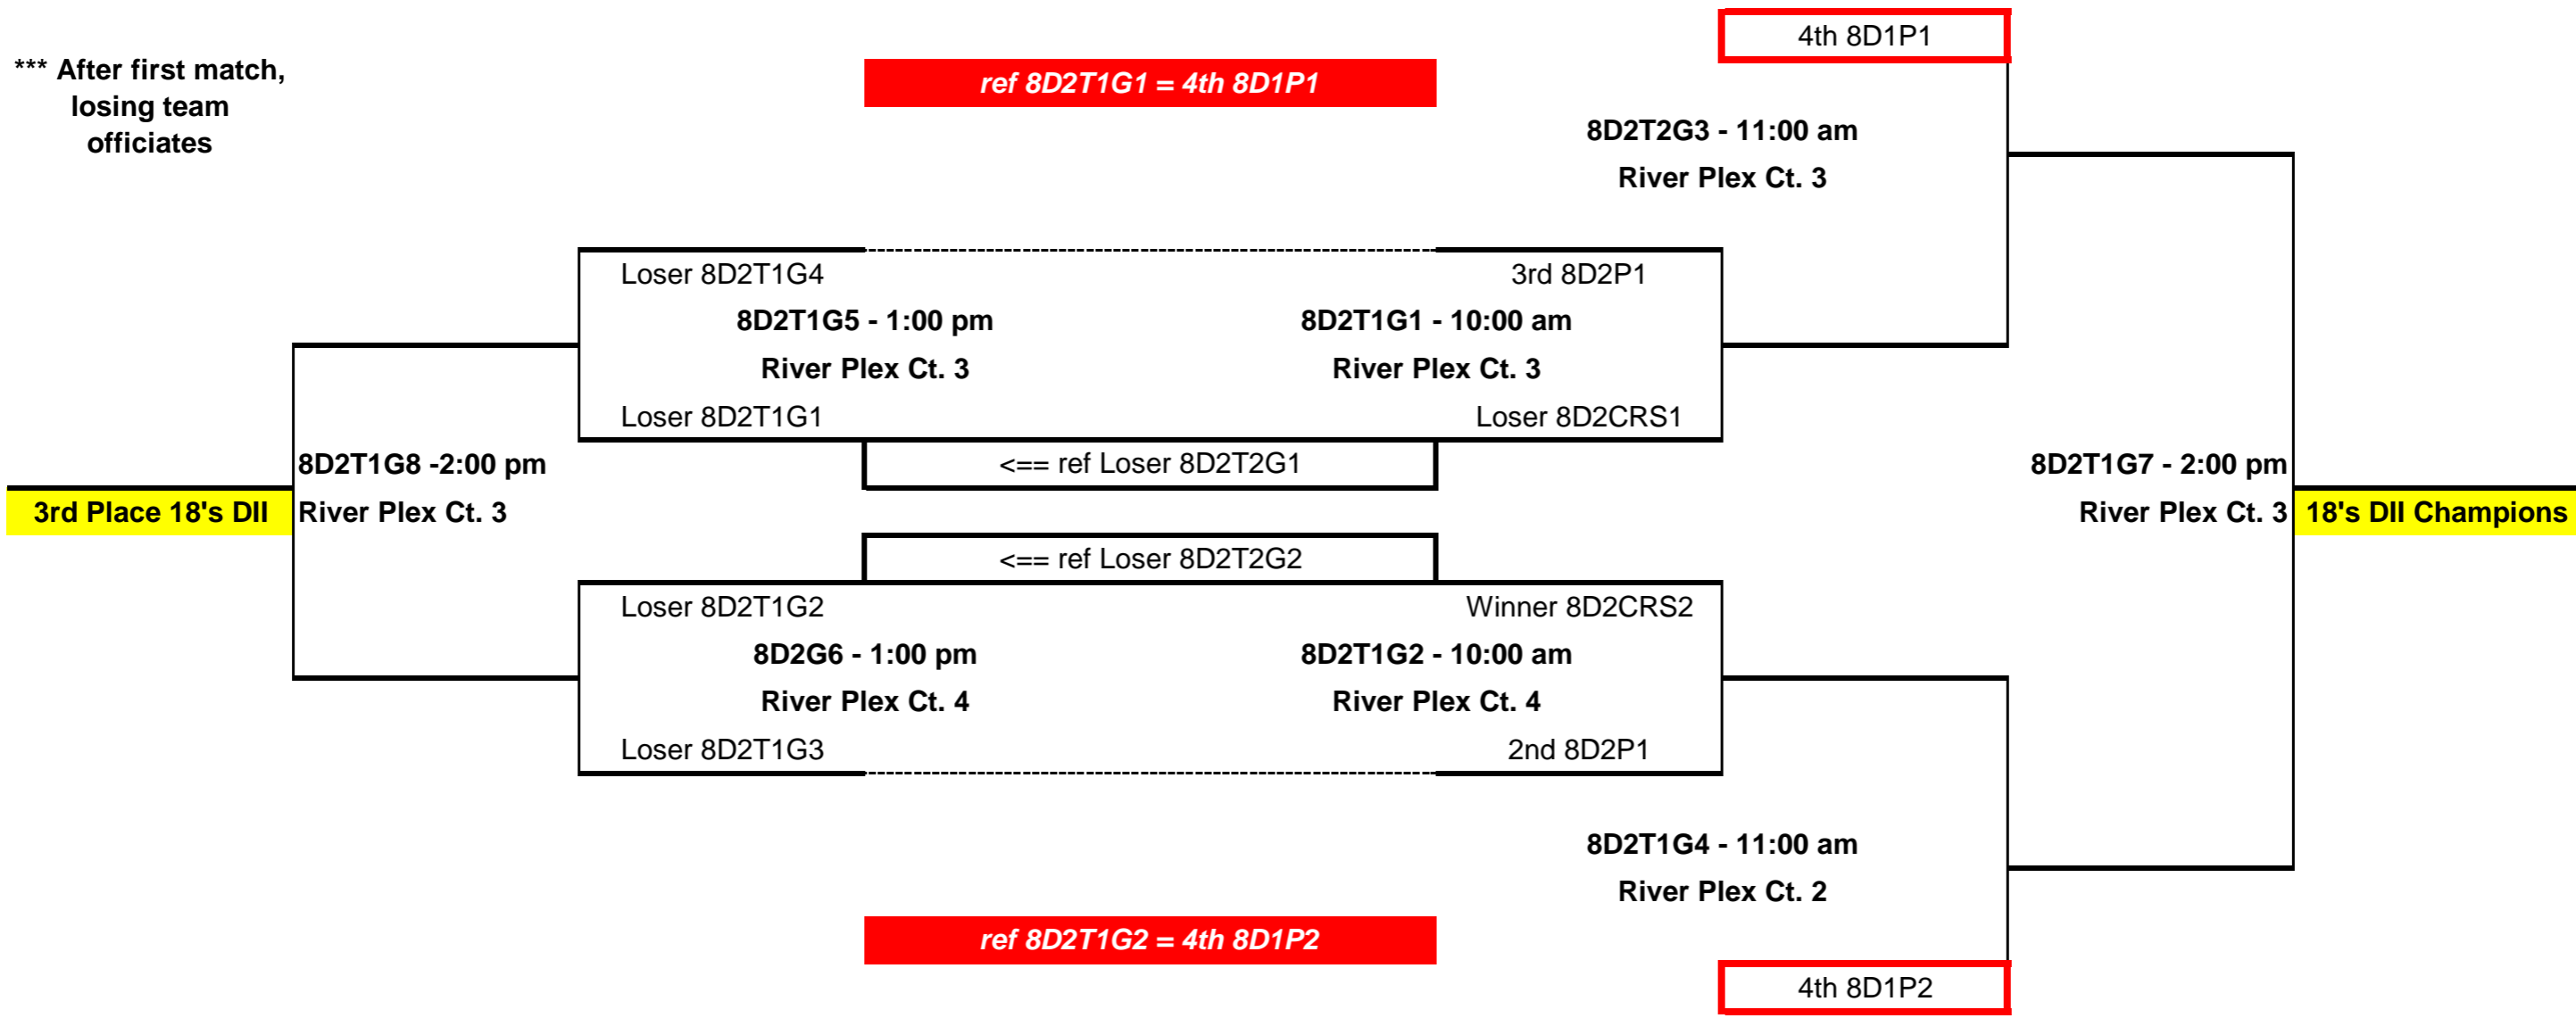 4th 8D1P1
*** After first match,
losing team
officiates
ref 8D2T1G1 = 4th 8D1P1
8D2T2G3 - 11:00 am
River Plex Ct. 3
Loser 8D2T1G4
3rd 8D2P1
8D2T1G5 - 1:00 pm
8D2T1G1 - 10:00 am
River Plex Ct. 3
River Plex Ct. 3
Loser 8D2T1G1
Loser 8D2CRS1
8D2T1G8 -2:00 pm
<== ref Loser 8D2T2G1
8D2T1G7 - 2:00 pm
3rd Place 18's DII
River Plex Ct. 3
River Plex Ct. 3
18's DII Champions
<== ref Loser 8D2T2G2
Loser 8D2T1G2
Winner 8D2CRS2
8D2G6 - 1:00 pm
8D2T1G2 - 10:00 am
River Plex Ct. 4
River Plex Ct. 4
Loser 8D2T1G3
2nd 8D2P1
8D2T1G4 - 11:00 am
River Plex Ct. 2
ref 8D2T1G2 = 4th 8D1P2
4th 8D1P2